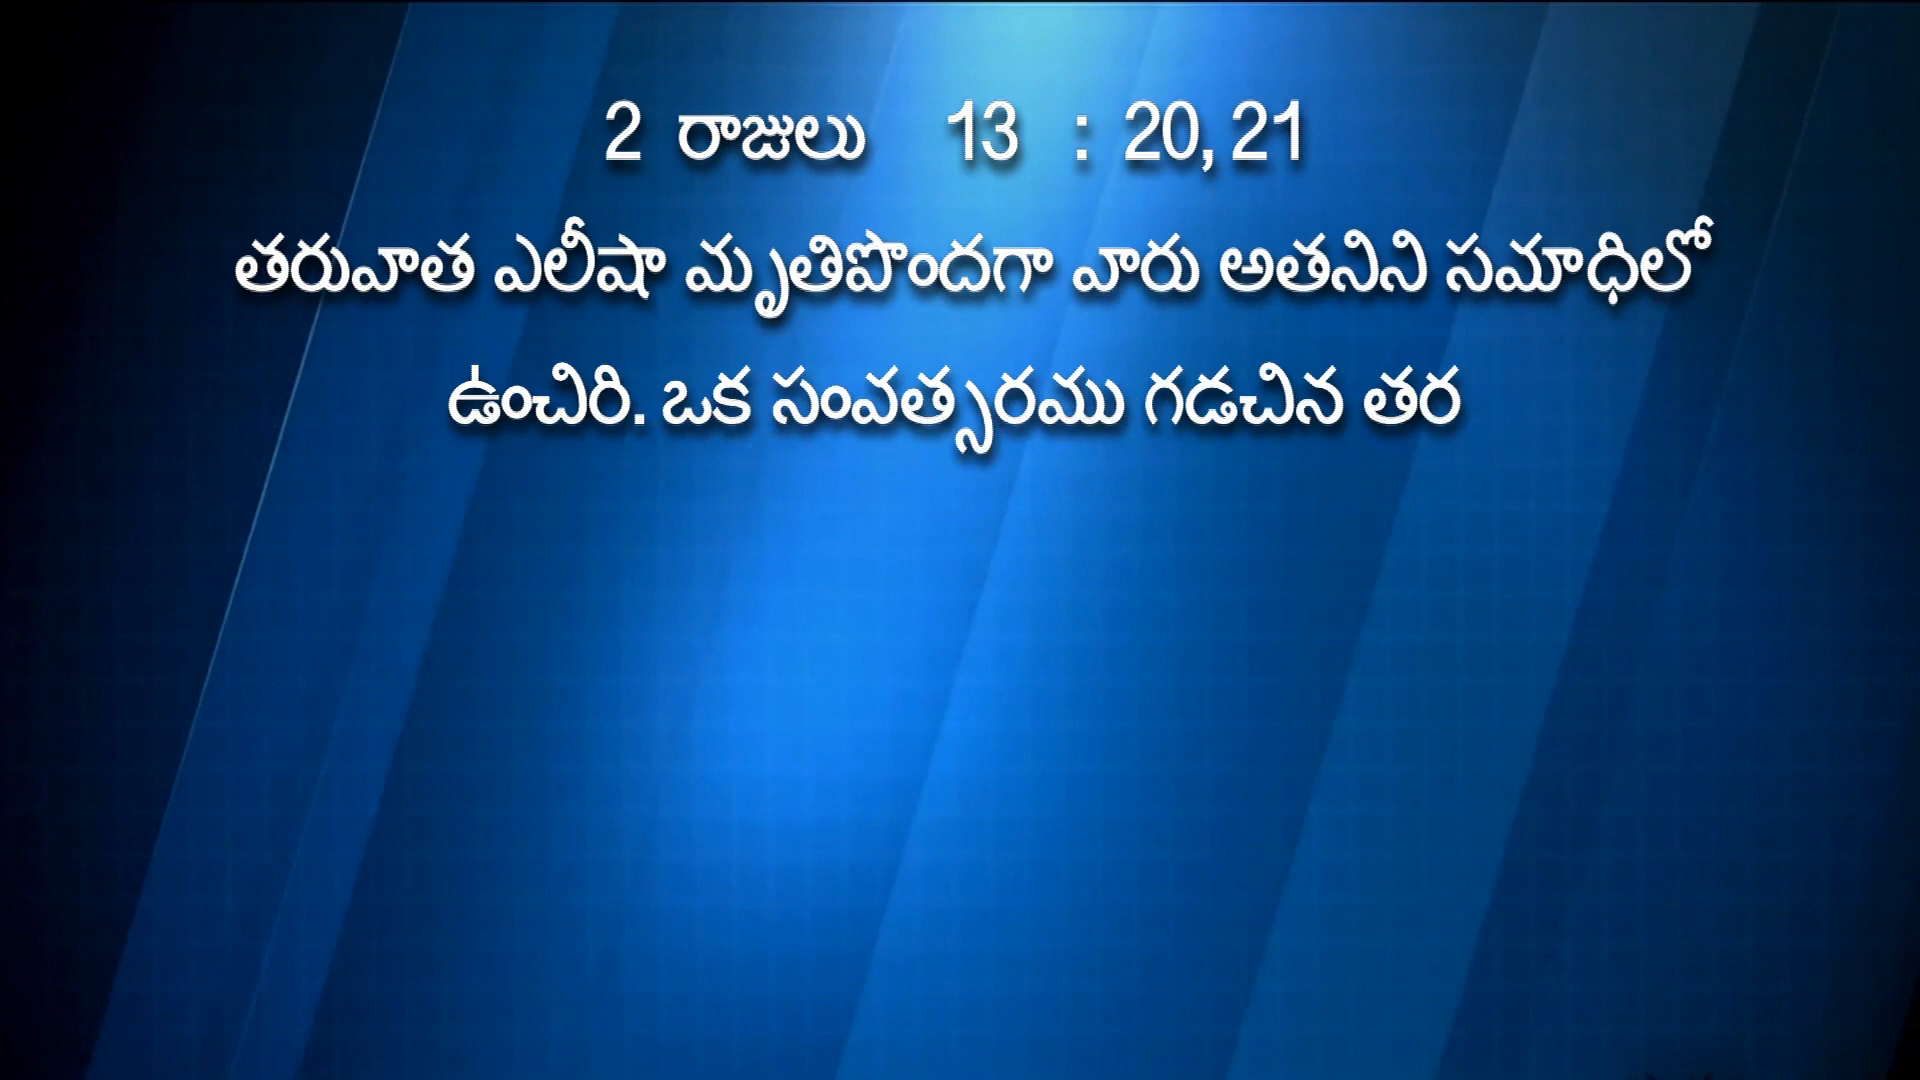 2 రాజులు 13 : 20, 21
తరువాత ఎలీషా మృతిపొందగా వారు అతనిని సమాధిలో
ఉంచిరి. ఒక సంవత్సరము గడచిన తర